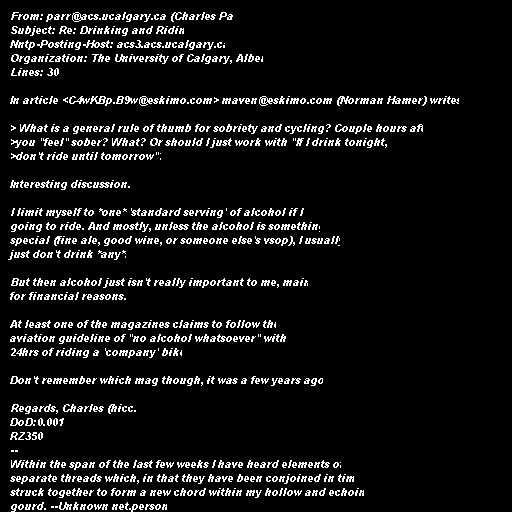 From: parr@acs.ucalgary.ca (Charles Pa
Subject: Re: Drinking and Ridin
Nntp-Posting-Host: acs3.acs.ucalgary.ca
Organization: The University of Calgary, Alber
Lines: 30
In article <C4wKBp.B9w@eskimo.com> maven@eskimo.com (Norman Hamer) writes
> What is a general rule of thumb for sobriety and cycling? Couple hours aft
>you "feel" sober? What? Or should I just work with "If I drink tonight,
>don't ride until tomorrow".
Interesting discussion.
I limit myself to *one* 'standard serving' of alcohol if I
going to ride. And mostly, unless the alcohol is something
special (fine ale, good wine, or someone else's vsop), I usually
just don't drink *any*.
But then alcohol just isn't really important to me, main
for financial reasons.
At least one of the magazines claims to follow the
aviation guideline of "no alcohol whatsoever" with
24hrs of riding a 'company' bike
Don't remember which mag though, it was a few years ago
Regards, Charles (hicc.
DoD:0.001
RZ350
--
Within the span of the last few weeks I have heard elements of
separate threads which, in that they have been conjoined in tim
struck together to form a new chord within my hollow and echoin
gourd. --Unknown net.person